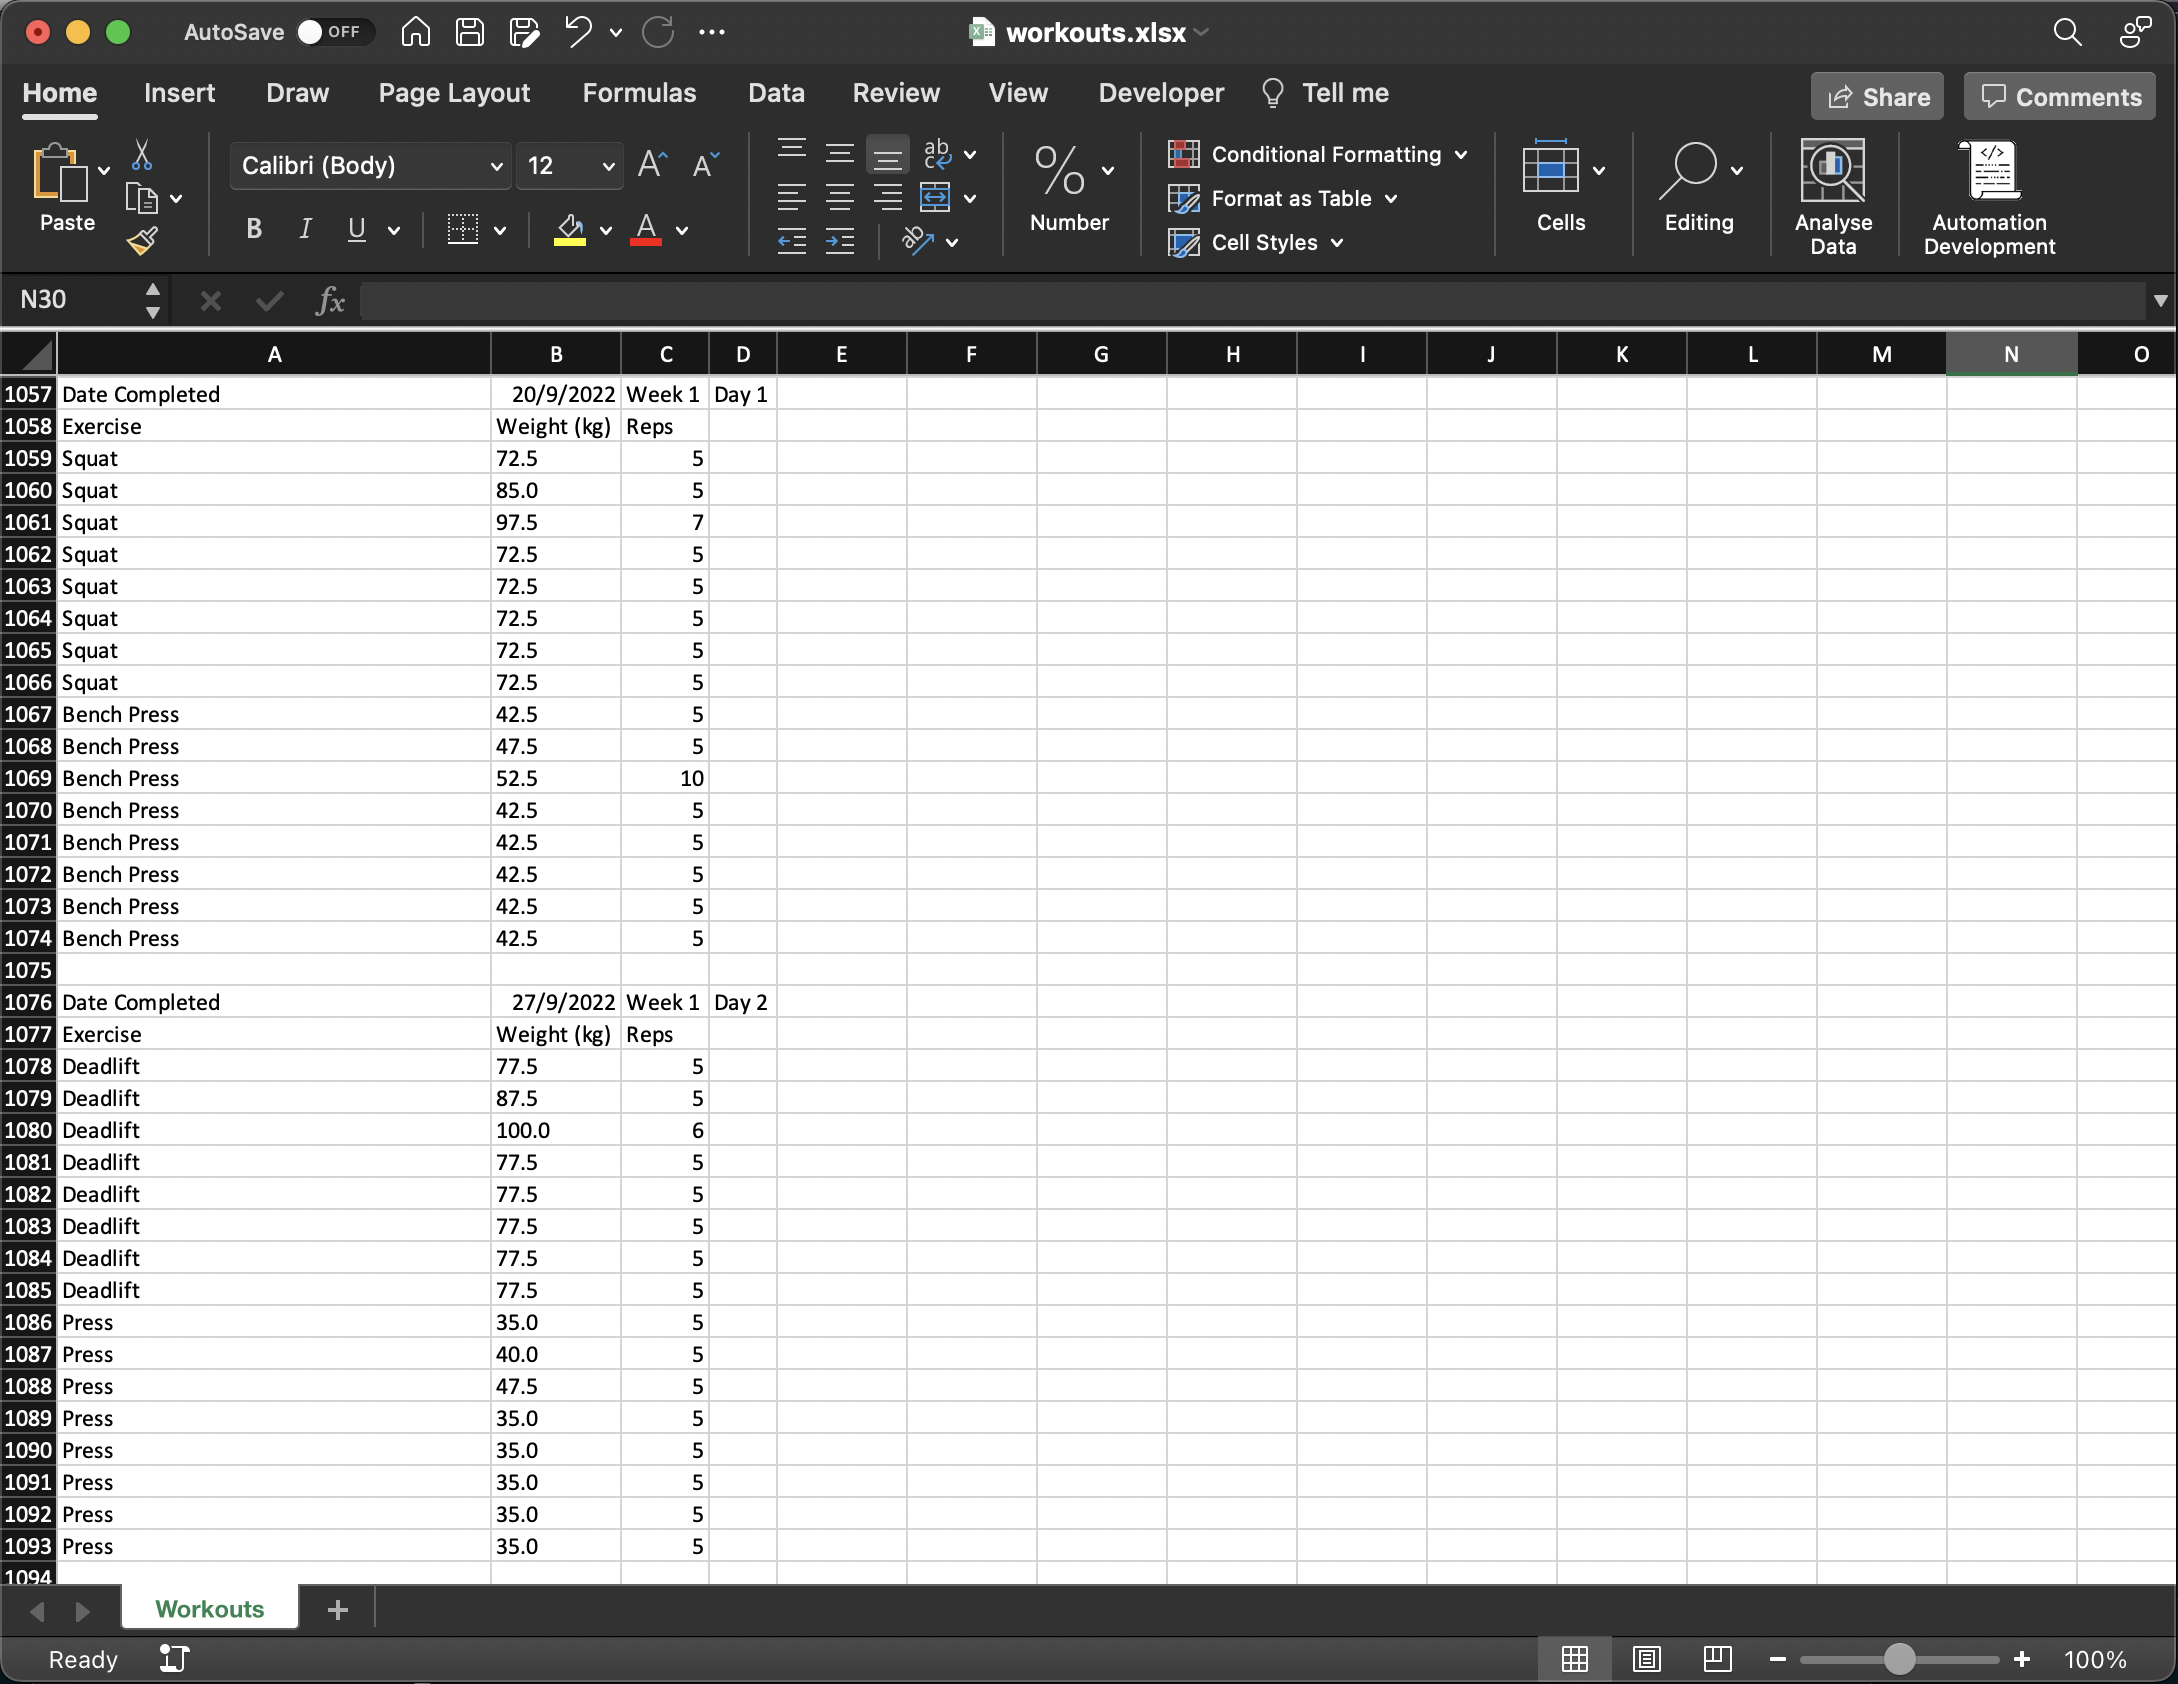 AutoSave OFF workouts.xlsx
Home Insert Draw Page Layout Formulas Data Review View Developer Tell me Share Comments
Paste Calibri (Body) 12 A A B I U A ab c Number % Conditional Formatting Format as Table Cell Styles Cells Editing Analyse Data Automation Development
N30 fx
A B C D E F G H I J K L M N O
1057 Date Completed 20/9/2022 Week 1 Day 1
1058 Exercise Weight (kg) Reps
1059 Squat 72.5 5
1060 Squat 85.0 5
1061 Squat 97.5 7
1062 Squat 72.5 5
1063 Squat 72.5 5
1064 Squat 72.5 5
1065 Squat 72.5 5
1066 Squat 72.5 5
1067 Bench Press 42.5 5
1068 Bench Press 47.5 5
1069 Bench Press 52.5 10
1070 Bench Press 42.5 5
1071 Bench Press 42.5 5
1072 Bench Press 42.5 5
1073 Bench Press 42.5 5
1074 Bench Press 42.5 5
1075
1076 Date Completed 27/9/2022 Week 1 Day 2
1077 Exercise Weight (kg) Reps
1078 Deadlift 77.5 5
1079 Deadlift 87.5 5
1080 Deadlift 100.0 6
1081 Deadlift 77.5 5
1082 Deadlift 77.5 5
1083 Deadlift 77.5 5
1084 Deadlift 77.5 5
1085 Deadlift 77.5 5
1086 Press 35.0 5
1087 Press 40.0 5
1088 Press 47.5 5
1089 Press 35.0 5
1090 Press 35.0 5
1091 Press 35.0 5
1092 Press 35.0 5
1093 Press 35.0 5
1094
Workouts +
Ready 100%